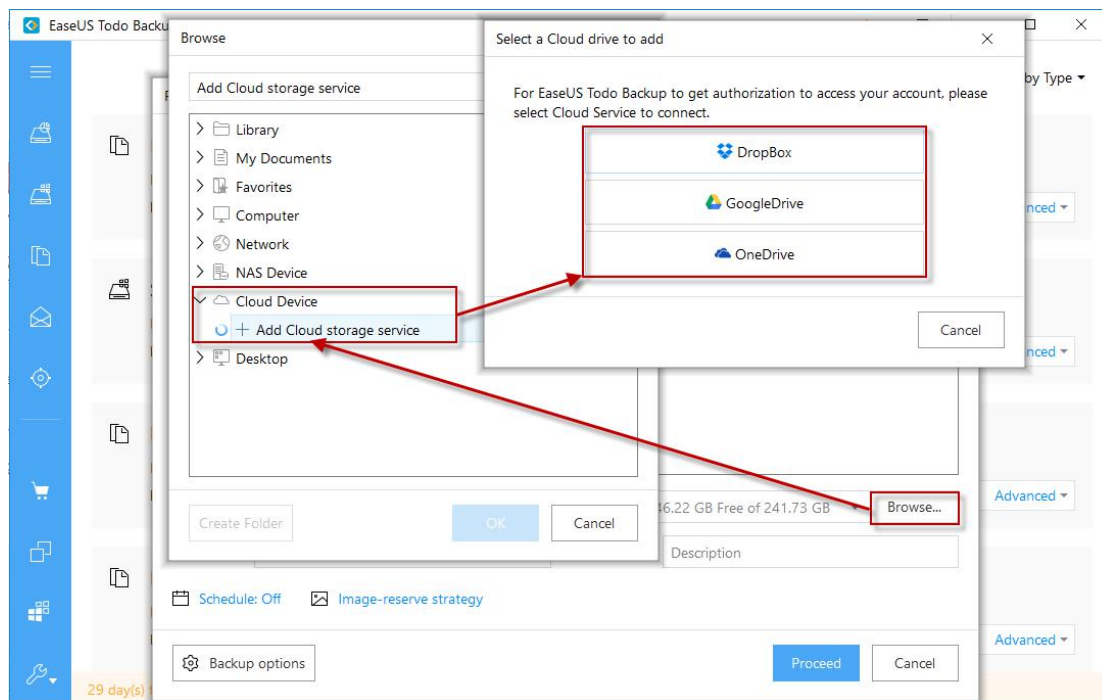 EaseUS Todo Backu
by Type
Browse
Add Cloud storage service
Library
My Documents
Favorites
Computer
Network
NAS Device
Cloud Device
+ Add Cloud storage service
Desktop
Create Folder
OK
Cancel
Select a Cloud drive to add
For EaseUS Todo Backup to get authorization to access your account, please
select Cloud Service to connect.
DropBox
GoogleDrive
OneDrive
Cancel
nced
nced
46.22 GB Free of 241.73 GB
Browse...
Advanced
Description
Schedule: Off
Image-reserve strategy
Backup options
Proceed
Cancel
Advanced
29 day(s)